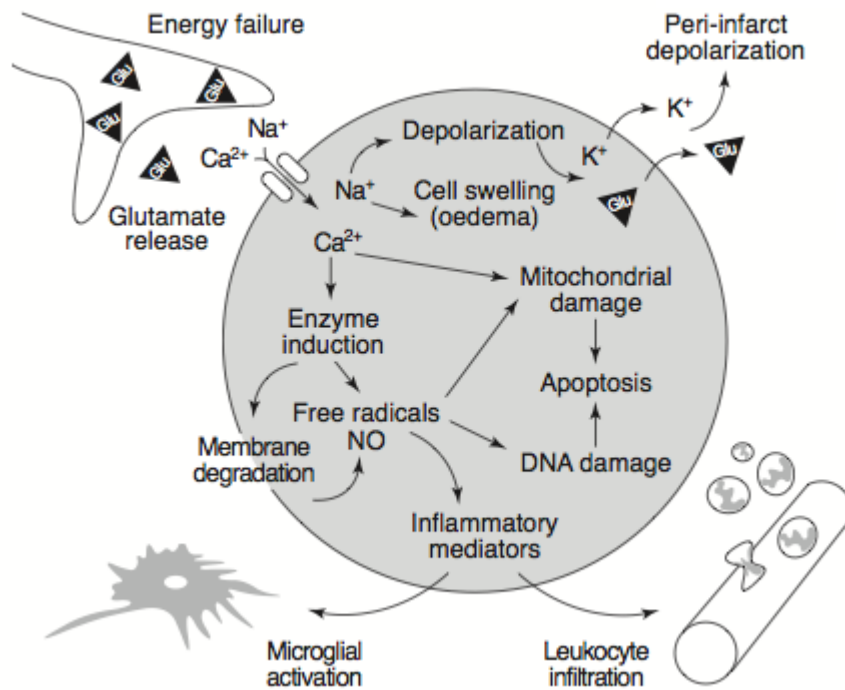 Energy failure
Peri-infarct
depolarization
Glu
Glu
Glu
Glu
Na⁺
Ca²⁺
Glutamate
release
Depolarization
K⁺
K⁺
Glu
Glu
Na⁺
Cell swelling
(oedema)
Ca²⁺
Mitochondrial
damage
Enzyme
induction
Apoptosis
Free radicals
NO
Membrane
degradation
DNA damage
Inflammatory
mediators
Microglial
activation
Leukocyte
infiltration